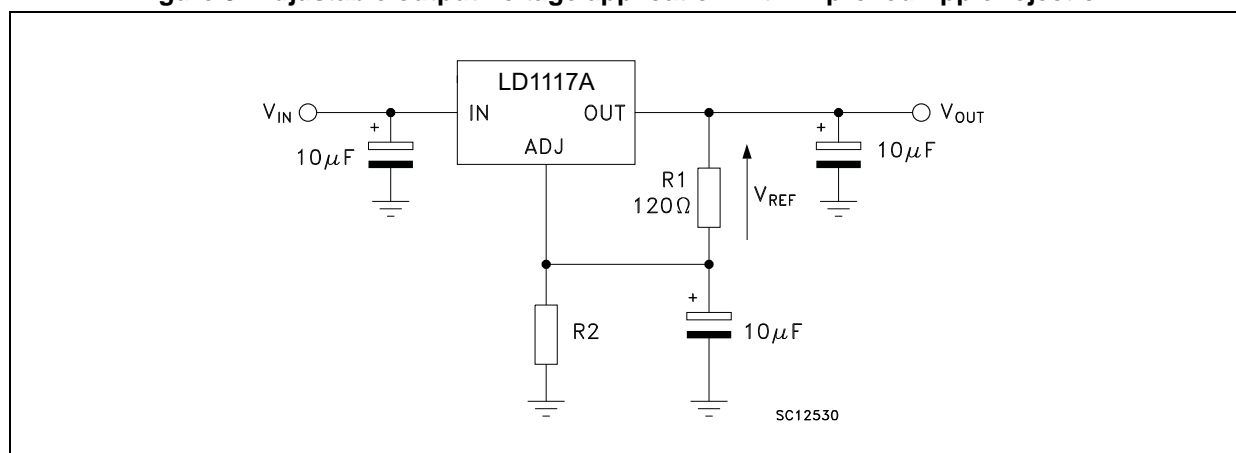 LD1117A
V_IN
IN
OUT
V_OUT
+
10μF
ADJ
R1
120Ω
V_REF
+
10μF
R2
+
10μF
SC12530